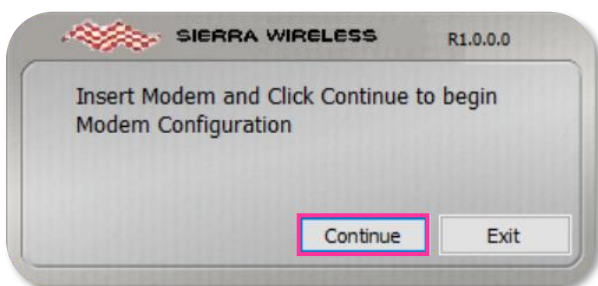 SIERRA WIRELESS R1.0.0.0
Insert Modem and Click Continue to begin
Modem Configuration
Continue Exit